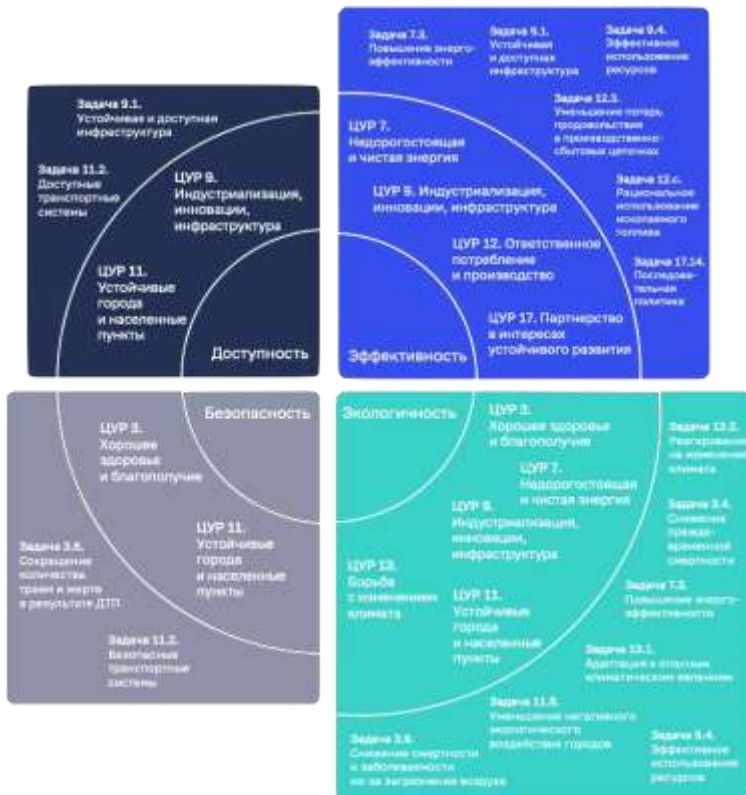 Задача 9.1.
Устойчивая и доступная
инфраструктура
Задача 11.2.
Доступные
транспортные
системы
ЦУР 9.
Индустриализация,
инновации,
инфраструктура
ЦУР 11.
Устойчивые
города
и населенные
пункты
Доступность
Задача 7.3.
Повышение энерго-
эффективности
Задача 9.1.
Устойчивая
и доступная
инфраструктура
Задача 9.4.
Эффективное
использование
ресурсов
Задача 12.3.
Уменьшение потерь
продовольствия
в производственно-
сбытовых цепочках
Задача 12.с.
Рациональное
использование
ископаемого
топлива
Задача 17.14.
Последова-
тельная
политика
ЦУР 7.
Недорогостоящая
и чистая энергия
ЦУР 9. Индустриализация,
инновации, инфраструктура
ЦУР 12. Ответственное
потребление
и производство
ЦУР 17. Партнерство
в интересах
устойчивого развития
Эффективность
Безопасность
ЦУР 3.
Хорошее
здоровье
и благополучие
ЦУР 11.
Устойчивые
города
и населенные
пункты
Задача 3.6.
Сокращение
количества
травм и жертв
в результате ДТП
Задача 11.2.
Безопасные
транспортные
системы
Экологичность
ЦУР 3.
Хорошее здоровье
и благополучие
ЦУР 7.
Недорогостоящая
и чистая энергия
ЦУР 9.
Индустриализация,
инновации,
инфраструктура
ЦУР 13.
Борьба
с изменением
климата
ЦУР 11.
Устойчивые
города
и населенные
пункты
Задача 13.2.
Реагирование
на изменение
климата
Задача 3.4.
Снижение
прежде-
временной
смертности
Задача 7.3.
Повышение энерго-
эффективности
Задача 13.1.
Адаптация к опасным
климатическим явлениям
Задача 11.6.
Уменьшение негативного
экологического
воздействия городов
Задача 3.9.
Снижение смертности
и заболеваемости
из-за загрязнения воздуха
Задача 9.4.
Эффективное
использование
ресурсов